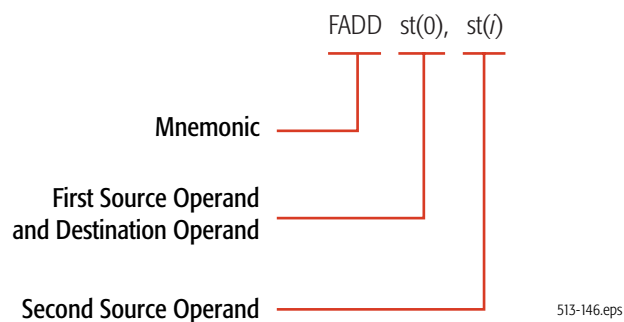 FADD st(0), st(i)
Mnemonic
First Source Operand
and Destination Operand
Second Source Operand
513-146.eps